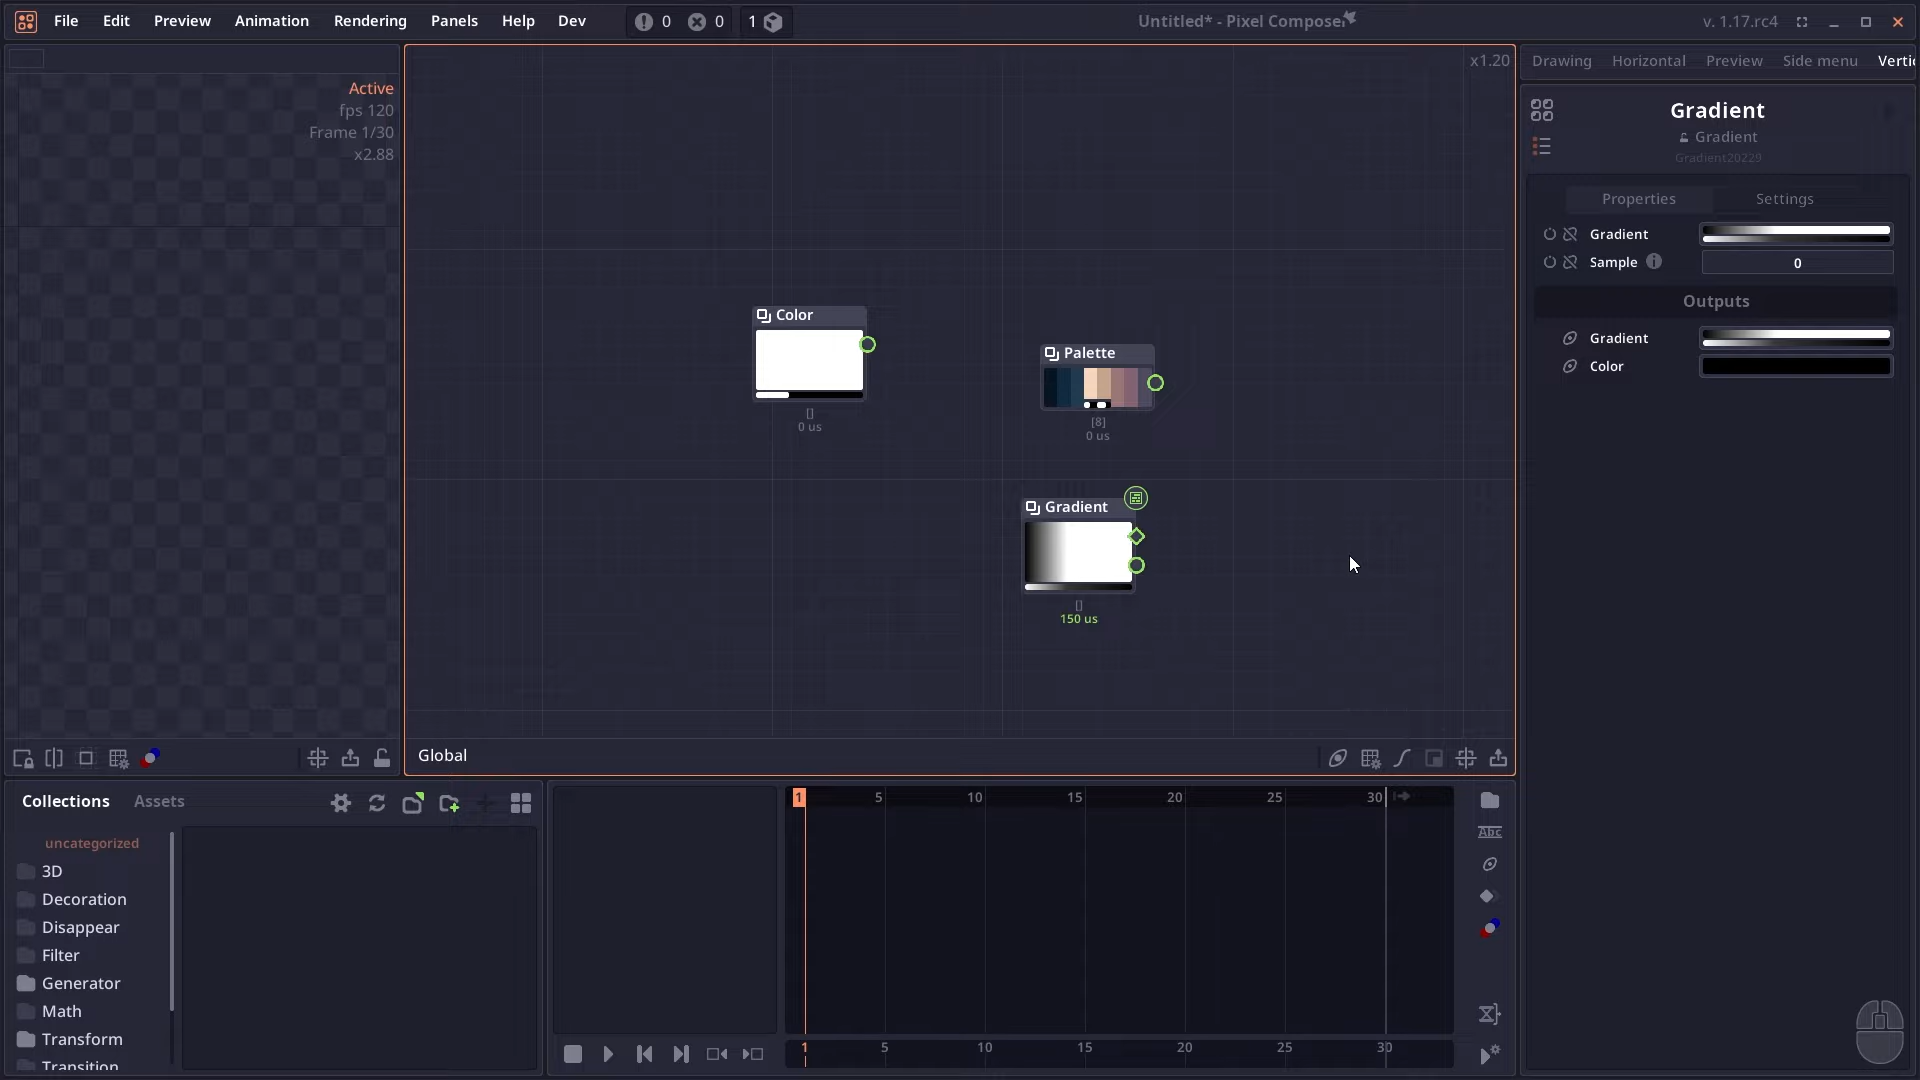 File Edit Preview Animation Rendering Panels Help Dev 0 0 1 Untitled* - Pixel Composer v. 1.17.rc4
Active
fps 120
Frame 1/30
x2.88
x1.20
Color
[]
0 us
Palette
[8]
0 us
Gradient
[]
150 us
Global
Drawing Horizontal Preview Side menu Vertic
Gradient
Gradient
Gradient20229
Properties Settings
Gradient
Sample 0
Outputs
Gradient
Color
Collections Assets
uncategorized
3D
Decoration
Disappear
Filter
Generator
Math
Transform
Transition
1 5 10 15 20 25 30
Abc
1 5 10 15 20 25 30